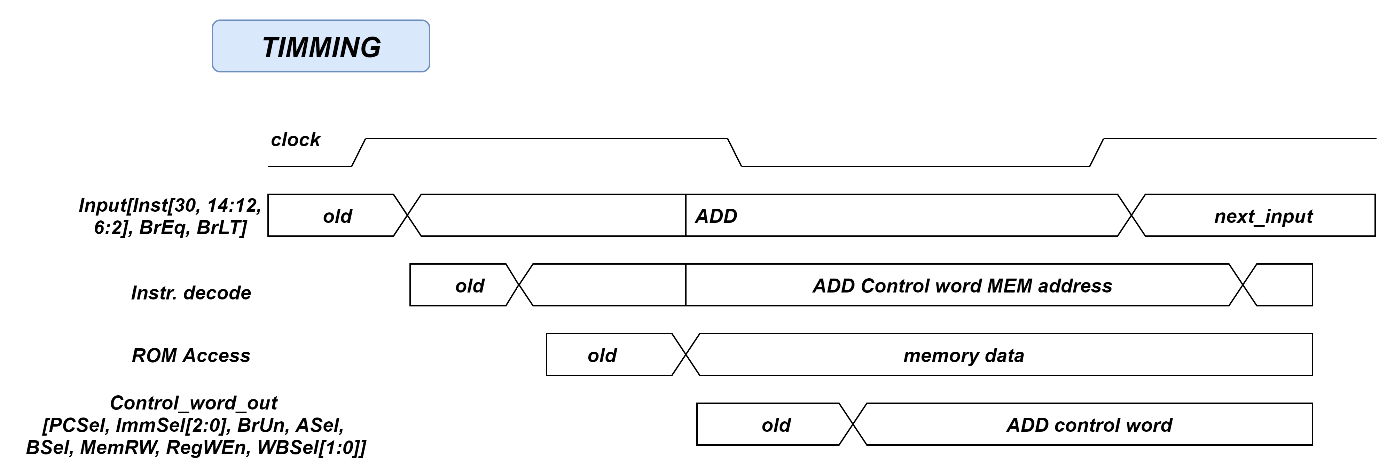 TIMMING
clock
Input[Inst[30, 14:12,
6:2], BrEq, BrLT]
old
ADD
next_input
Instr. decode
old
ADD Control word MEM address
ROM Access
old
memory data
Control_word_out
[PCSel, ImmSel[2:0], BrUn, ASel,
BSel, MemRW, RegWEn, WBSel[1:0]]
old
ADD control word